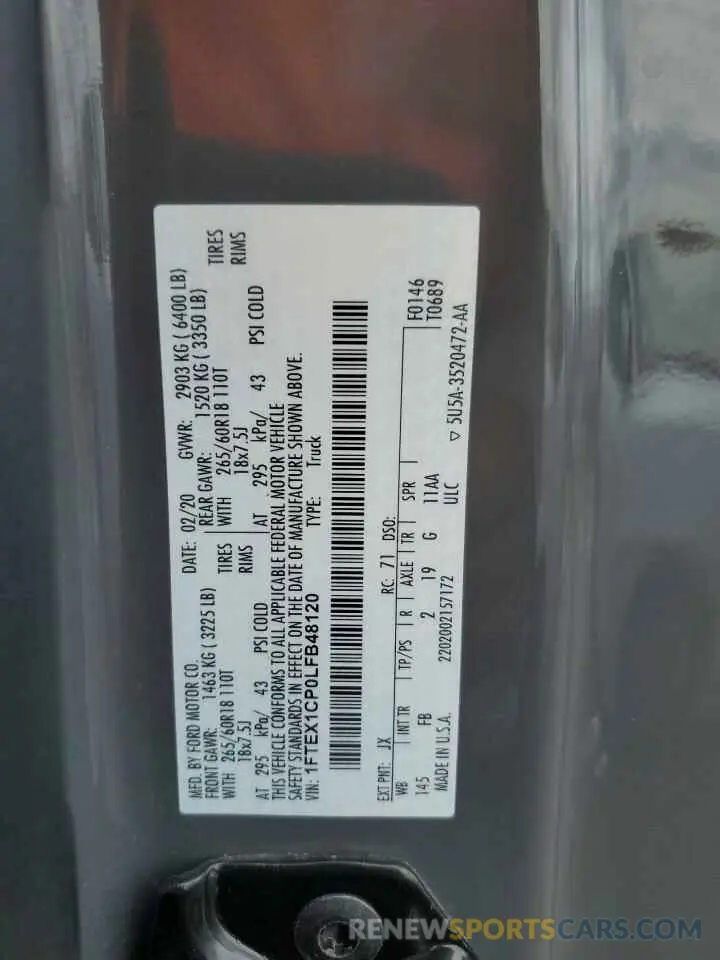 MFD. BY FORD MOTOR CO.
DATE: 02/20 GVWR: 2903 KG ( 6400 LB)
FRONT GAWR: 1463 KG ( 3225 LB)
REAR GAWR: 1520 KG ( 3350 LB)
WITH 265/60R18 110T TIRES
WITH 265/60R18 110T TIRES
18x7.5J RIMS
18x7.5J RIMS
AT 295 kPa/ 43 PSI COLD
AT 295 kPa/ 43 PSI COLD
THIS VEHICLE CONFORMS TO ALL APPLICABLE FEDERAL MOTOR VEHICLE
SAFETY STANDARDS IN EFFECT ON THE DATE OF MANUFACTURE SHOWN ABOVE.
VIN: 1FTEX1CP0LFB48120 TYPE: Truck
EXT PNT: JX RC: 71 DSO:
WB INT TR TP/PS R AXLE TR SPR
F0146
145 FB 2 19 G 11AA
T0689
MADE IN U.S.A. 2202002157172 ULC
▽ 5U5A-3520472-AA
RENEWSPORTSCARS.COM